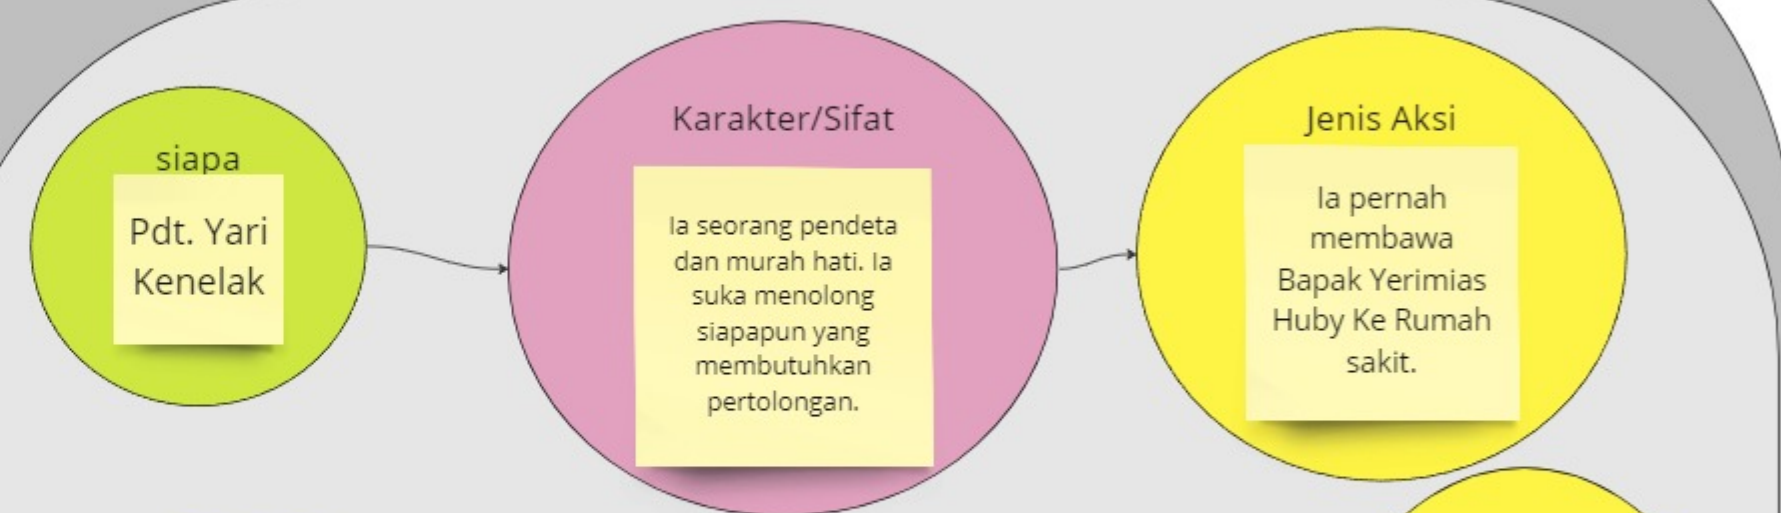 siapa
Pdt. Yari
Kenelak
Karakter/Sifat
Ia seorang pendeta
dan murah hati. Ia
suka menolong
siapapun yang
membutuhkan
pertolongan.
Jenis Aksi
Ia pernah
membawa
Bapak Yerimias
Huby Ke Rumah
sakit.